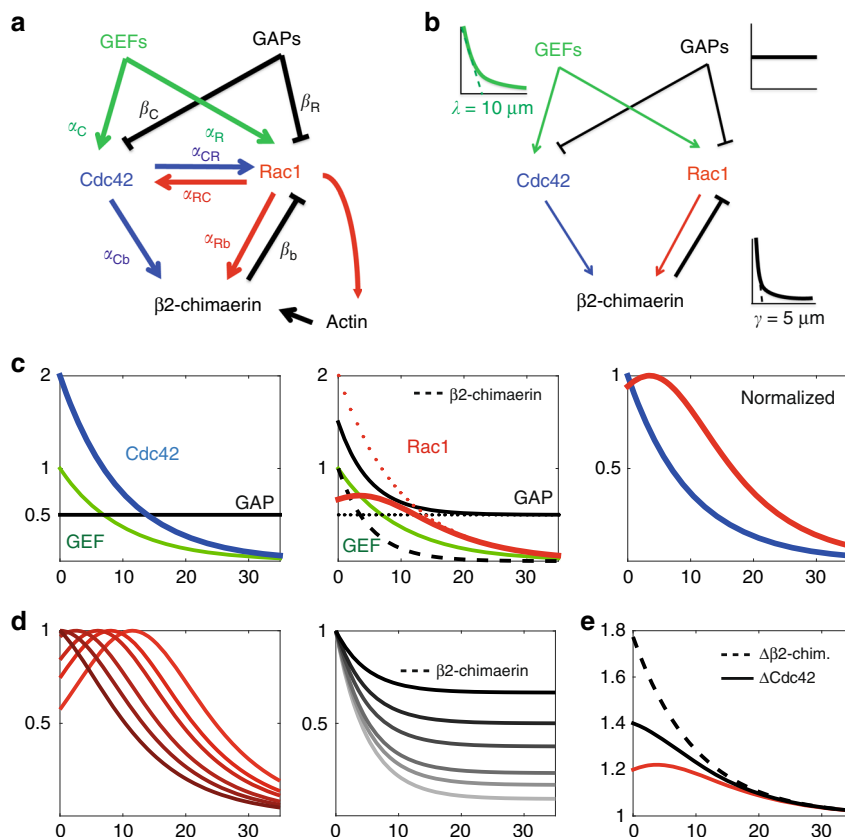 a
GEFs
GAPs
βC
βR
αC
αR
αCR
Cdc42
Rac1
αRC
αCb
αRb
βb
β2-chimaerin
Actin
b
GEFs
GAPs
λ = 10 μm
Cdc42
Rac1
β2-chimaerin
γ = 5 μm
c
2
1
0.5
Cdc42
GAP
GEF
0 10 20 30
2
1
0.5
β2-chimaerin
Rac1
GAP
GEF
0 10 20 30
1
0.5
Normalized
0 10 20 30
d
1
0.5
0 10 20 30
1
0.5
β2-chimaerin
0 10 20 30
e
1.8
1.6
1.4
1.2
1
Δβ2-chim.
ΔCdc42
0 10 20 30